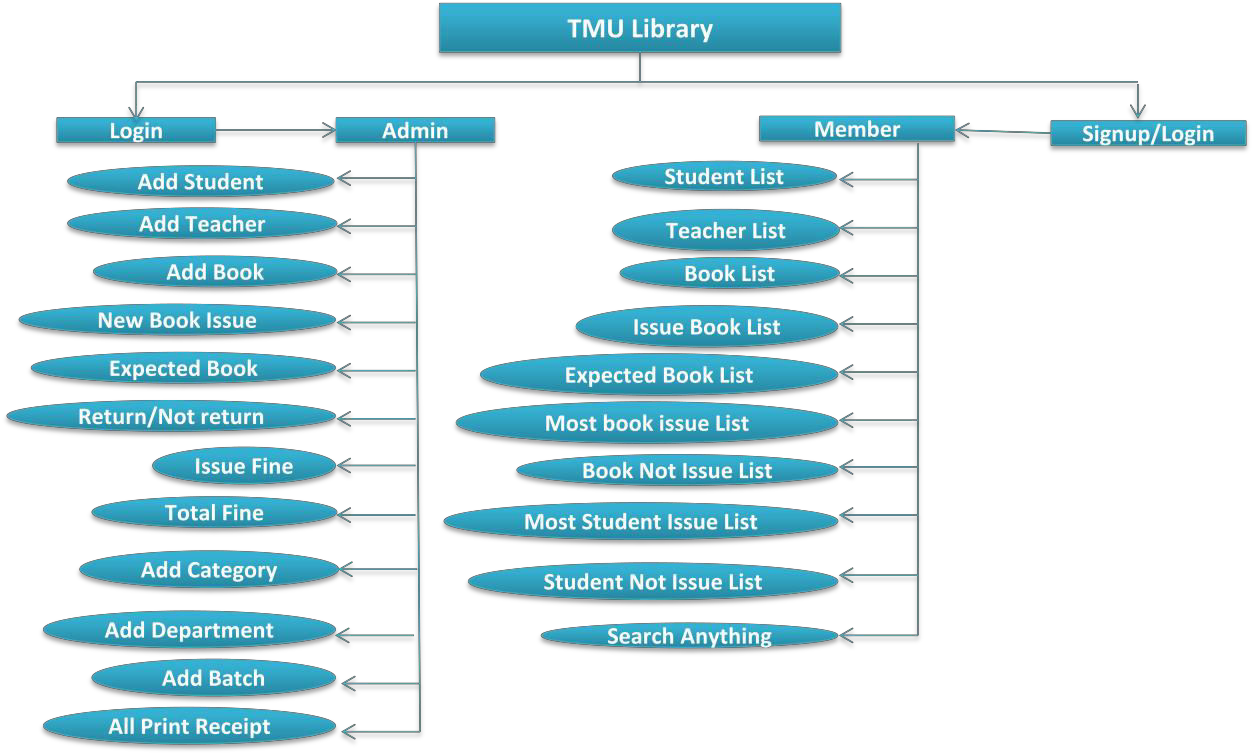 TMU Library
Login
Admin
Member
Signup/Login
Add Student
Add Teacher
Add Book
New Book Issue
Expected Book
Return/Not return
Issue Fine
Total Fine
Add Category
Add Department
Add Batch
All Print Receipt
Student List
Teacher List
Book List
Issue Book List
Expected Book List
Most book issue List
Book Not Issue List
Most Student Issue List
Student Not Issue List
Search Anything